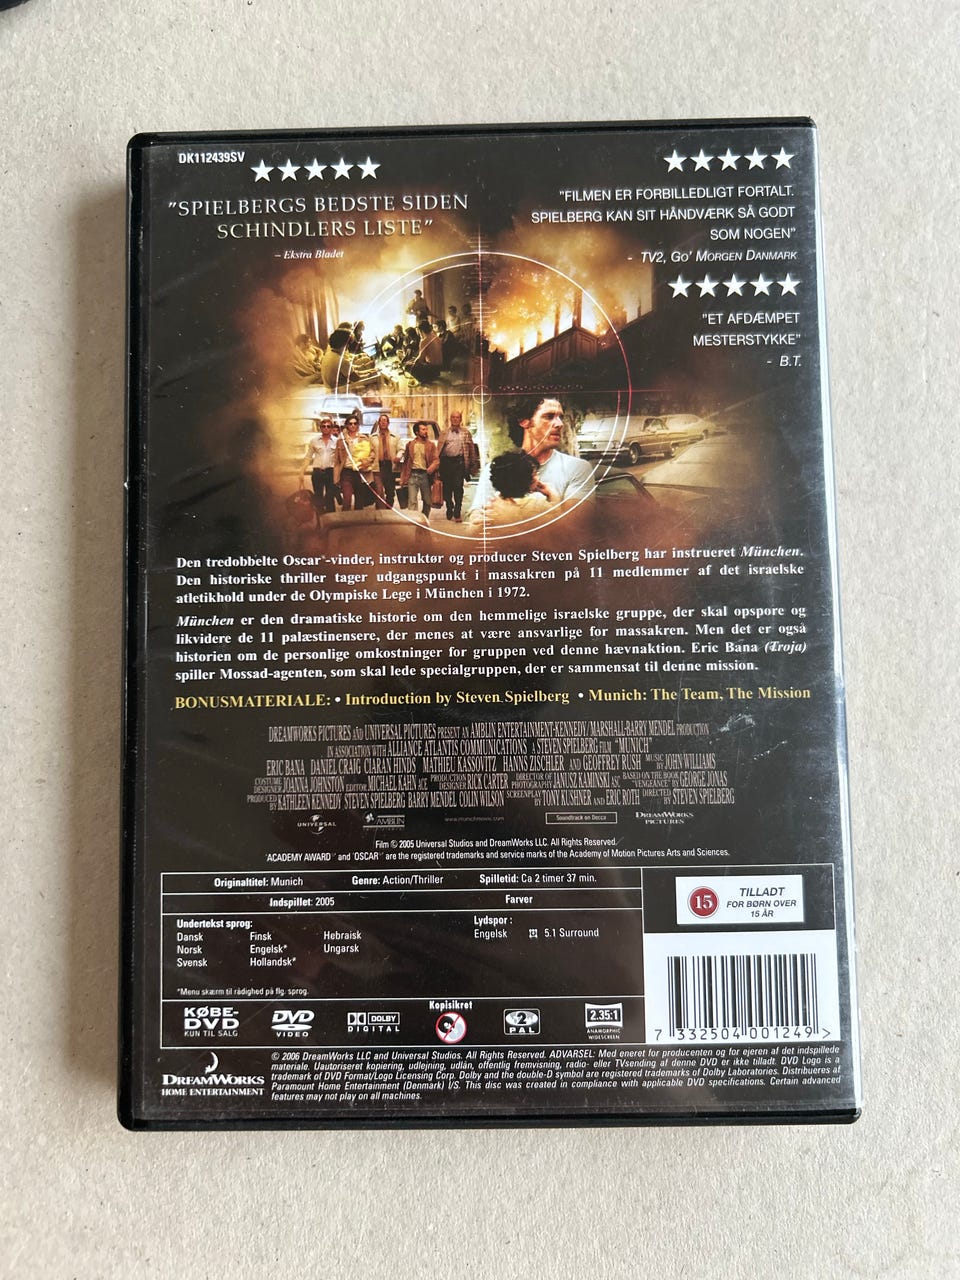 DK112439SV
"SPIELBERGS BEDSTE SIDEN
SCHINDLERS LISTE"
– Ekstra Bladet
"FILMEN ER FORBILLEDLIGT FORTALT.
SPIELBERG KAN SIT HÅNDVÆRK SÅ GODT
SOM NOGEN"
- TV2, GO' MORGEN DANMARK
"ET AFDÆMPET
MESTERSTYKKE"
- B.T.
Den tredobbelte Oscar®-vinder, instruktør og producer Steven Spielberg har instrueret München.
Den historiske thriller tager udgangspunkt i massakren på 11 medlemmer af det israelske
atletikhold under de Olympiske Lege i München i 1972.
München er den dramatiske historie om den hemmelige israelske gruppe, der skal opspore og
likvidere de 11 palæstinensere, der menes at være ansvarlige for massakren. Men det er også
historien om de personlige omkostninger for gruppen ved denne hævnaktion. Eric Bana (Troja)
spiller Mossad-agenten, som skal lede specialgruppen, der er sammensat til denne mission.
BONUSMATERIALE: • Introduction by Steven Spielberg • Munich: The Team, The Mission
DREAMWORKS PICTURES AND UNIVERSAL PICTURES PRESENT AN AMBLIN ENTERTAINMENT-KENNEDY/MARSHALL-BARRY MENDEL PRODUCTION
IN ASSOCIATION WITH ALLIANCE ATLANTIS COMMUNICATIONS A STEVEN SPIELBERG FILM "MUNICH"
ERIC BANA DANIEL CRAIG CIARAN HINDS MATHIEU KASSOVITZ HANNS ZISCHLER AND GEOFFREY RUSH MUSIC BY JOHN WILLIAMS
COSTUME DESIGNER JOANNA JOHNSTON EDITOR MICHAEL KAHN ACE PRODUCTION DESIGNER RICK CARTER DIRECTOR OF PHOTOGRAPHY JANUSZ KAMINSKI ASC BASED ON THE BOOK "VENGEANCE" BY GEORGE JONAS
PRODUCED BY KATHLEEN KENNEDY STEVEN SPIELBERG BARRY MENDEL COLIN WILSON SCREENPLAY BY TONY KUSHNER AND ERIC ROTH DIRECTED BY STEVEN SPIELBERG
UNIVERSAL
AMBLIN
www.munichmovie.com
Soundtrack on Decca
DREAMWORKS
PICTURES
Film © 2005 Universal Studios and DreamWorks LLC. All Rights Reserved.
'ACADEMY AWARD®' and 'OSCAR®' are the registered trademarks and service marks of the Academy of Motion Pictures Arts and Sciences.
Originaltitel: Munich Genre: Action/Thriller Spilletid: Ca 2 timer 37 min.
Indspillet: 2005 Farver
Undertekst sprog:
Dansk Finsk Hebraisk
Norsk Engelsk* Ungarsk
Svensk Hollandsk*
*Menu skærm til rådighed på flg. sprog.
Lydspor :
Engelsk 5.1 Surround
15
TILLADT
FOR BØRN OVER
15 ÅR
7 332504 001249 >
KØBE-
DVD
KUN TIL SALG
DVD
VIDEO
DOLBY
DIGITAL
Kopisikret
2
PAL
2.35:1
ANAMORPHIC
WIDESCREEN
DREAMWORKS
HOME ENTERTAINMENT
© 2006 DreamWorks LLC and Universal Studios. All Rights Reserved. ADVARSEL: Med eneret for producenten og for ejeren af det indspillede
materiale. Uautoriseret kopiering, udlejning, udlån, offentlig fremvisning, radio- eller TVsending af denne DVD er ikke tilladt. DVD Logo is a
trademark of DVD Format/Logo Licensing Corp. Dolby and the double-D symbol are registered trademarks of Dolby Laboratories. Distribueres af
Paramount Home Entertainment (Denmark) I/S. This disc was created in compliance with applicable DVD specifications. Certain advanced
features may not play on all machines.